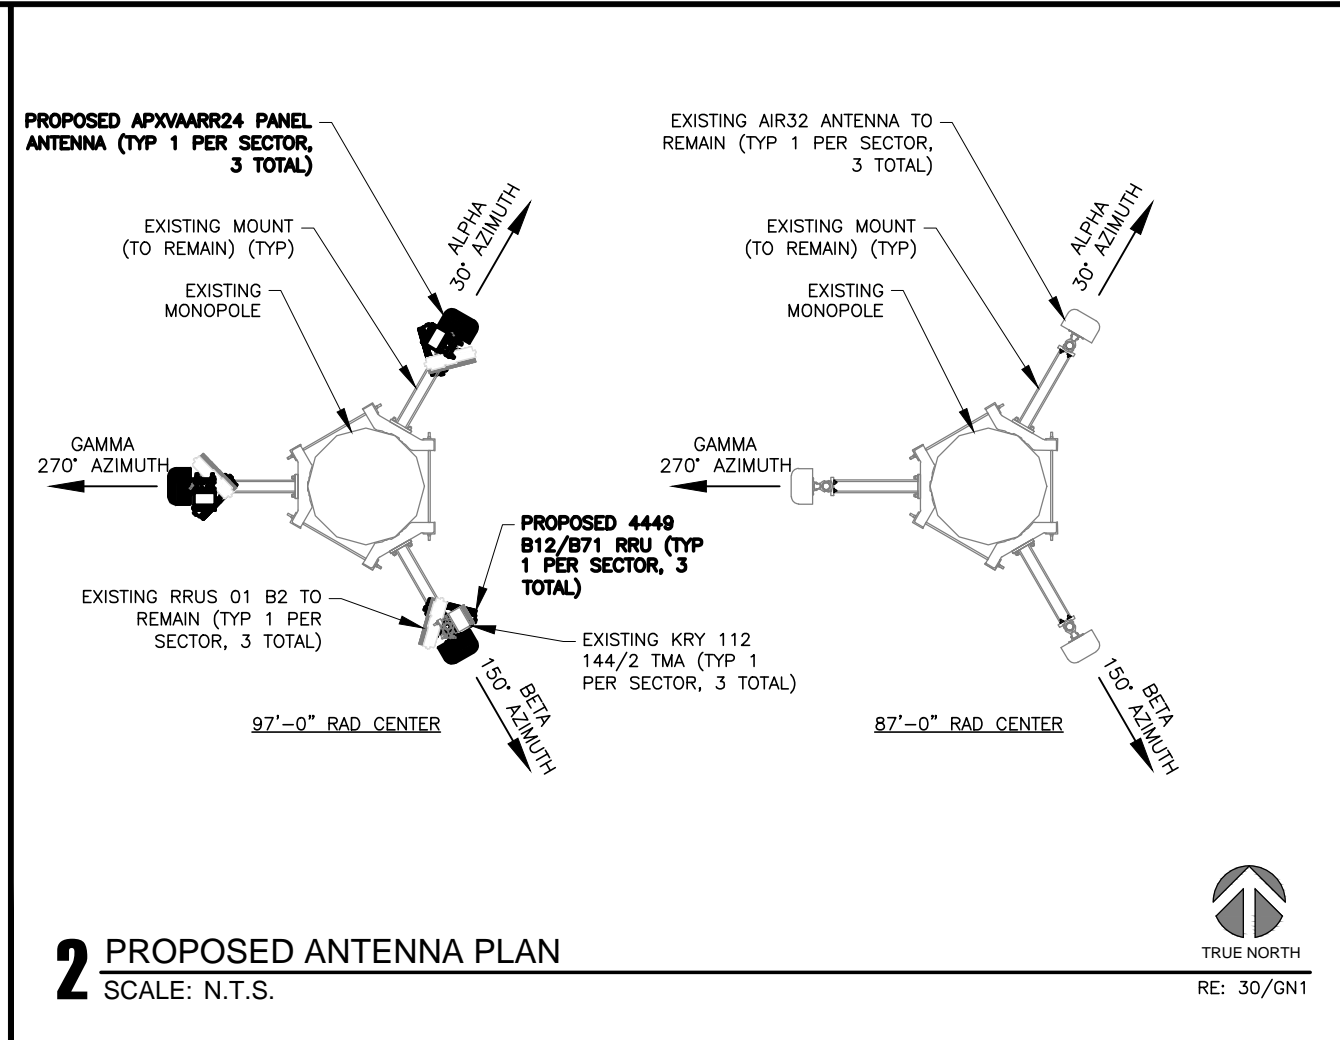 PROPOSED APXVAARR24 PANEL
ANTENNA (TYP 1 PER SECTOR,
3 TOTAL)
EXISTING MOUNT
(TO REMAIN) (TYP)
EXISTING
MONOPOLE
ALPHA
30° AZIMUTH
GAMMA
270° AZIMUTH
PROPOSED 4449
B12/B71 RRU (TYP
1 PER SECTOR, 3
TOTAL)
EXISTING RRUS 01 B2 TO
REMAIN (TYP 1 PER
SECTOR, 3 TOTAL)
EXISTING KRY 112
144/2 TMA (TYP 1
PER SECTOR, 3 TOTAL)
BETA
150° AZIMUTH
97'-0" RAD CENTER
EXISTING AIR32 ANTENNA TO
REMAIN (TYP 1 PER SECTOR,
3 TOTAL)
EXISTING MOUNT
(TO REMAIN) (TYP)
EXISTING
MONOPOLE
ALPHA
30° AZIMUTH
GAMMA
270° AZIMUTH
BETA
150° AZIMUTH
87'-0" RAD CENTER
TRUE NORTH
2 PROPOSED ANTENNA PLAN
SCALE: N.T.S.
RE: 30/GN1